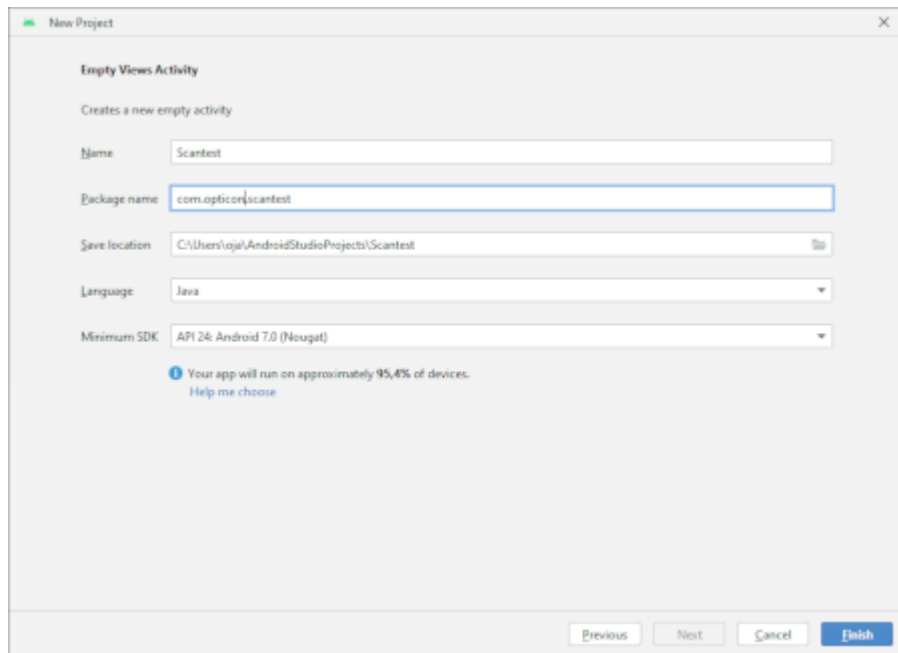 New Project
Empty Views Activity
Creates a new empty activity
Name Scantest
Package name com.opticon.scantest
Save location C:\Users\oja\AndroidStudioProjects\Scantest
Language Java
Minimum SDK API 24: Android 7.0 (Nougat)
Your app will run on approximately 95,4% of devices.
Help me choose
Previous Next Cancel Finish